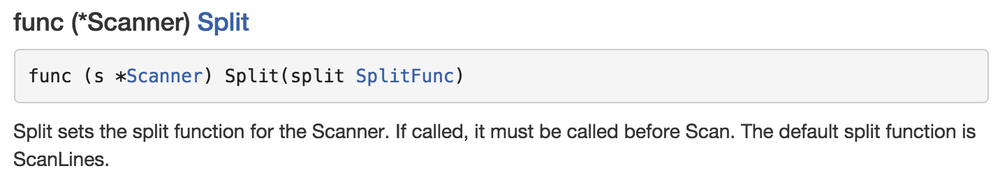 func (*Scanner) Split
func (s *Scanner) Split(split SplitFunc)
Split sets the split function for the Scanner. If called, it must be called before Scan. The default split function is
ScanLines.